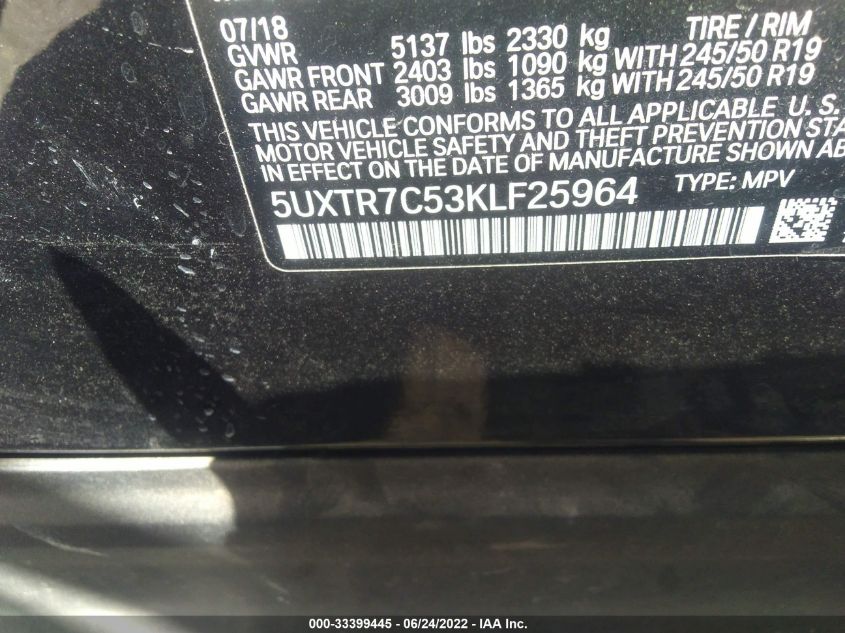 07/18 TIRE / RIM
GVWR 5137 lbs 2330 kg
GAWR FRONT 2403 lbs 1090 kg WITH 245/50 R19
GAWR REAR 3009 lbs 1365 kg WITH 245/50 R19
THIS VEHICLE CONFORMS TO ALL APPLICABLE U. S.
MOTOR VEHICLE SAFETY AND THEFT PREVENTION STA
IN EFFECT ON THE DATE OF MANUFACTURE SHOWN AB
5UXTR7C53KLF25964 TYPE: MPV
000-33399445 - 06/24/2022 - IAA Inc.